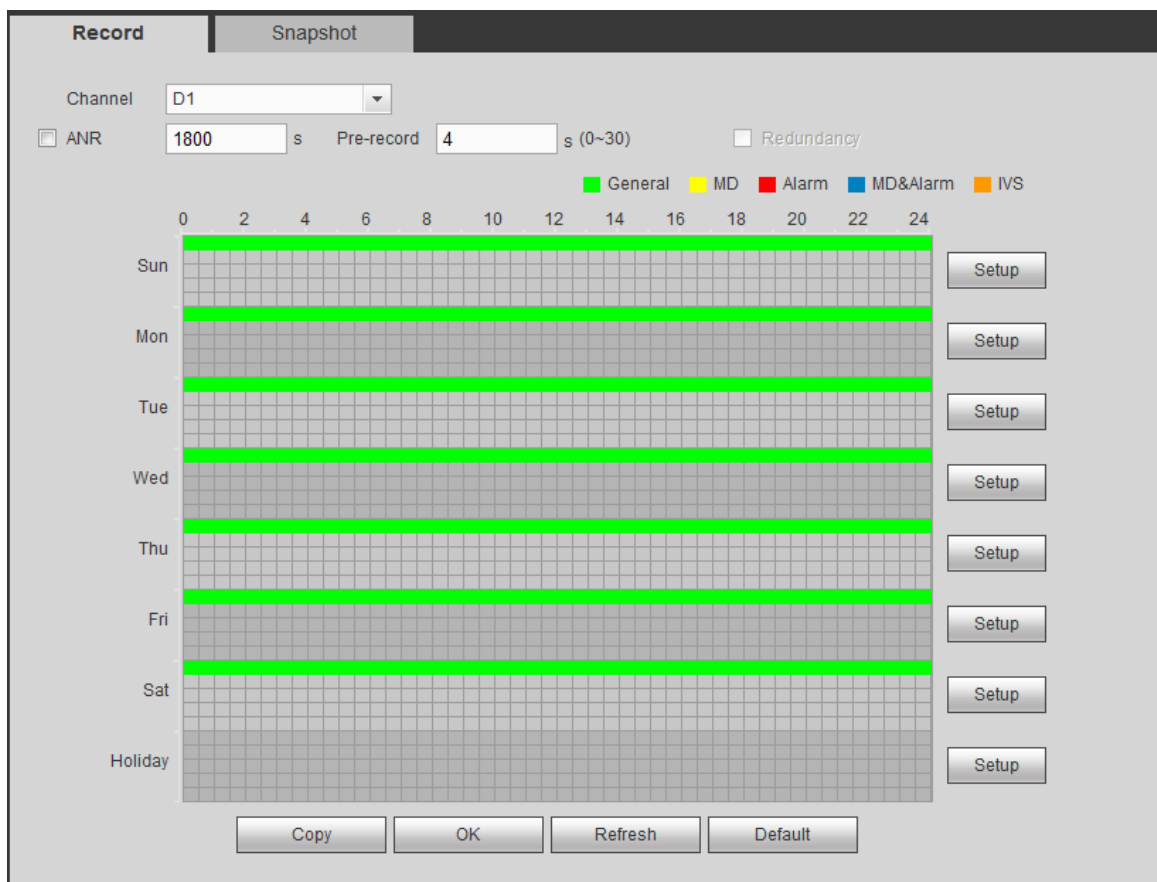 Record Snapshot
Channel D1
ANR 1800 s Pre-record 4 s (0~30) Redundancy
General MD Alarm MD&Alarm IVS
0 2 4 6 8 10 12 14 16 18 20 22 24
Sun Setup
Mon Setup
Tue Setup
Wed Setup
Thu Setup
Fri Setup
Sat Setup
Holiday Setup
Copy OK Refresh Default